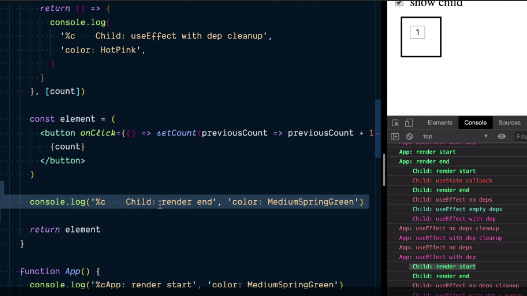 return () => {
console.log(
'%c    Child: useEffect with dep cleanup',
'color: HotPink',
)
}
}, [count])
const element = (
<button onClick={() => setCount(previousCount => previousCount + 1
{count}
</button>
)
console.log('%c    Child: render end', 'color: MediumSpringGreen')
return element
}
function App() {
console.log('%cApp: render start', 'color: MediumSpringGreen')
show child
1
Elements Console Sources
top
App: render start
App: render end
Child: render start
Child: useState callback
Child: render end
Child: useEffect no deps
Child: useEffect empty deps
Child: useEffect with dep
App: useEffect no deps cleanup
App: useEffect with dep cleanup
App: useEffect no deps
App: useEffect with dep
Child: render start
Child: render end
Child: useEffect no deps cleanup